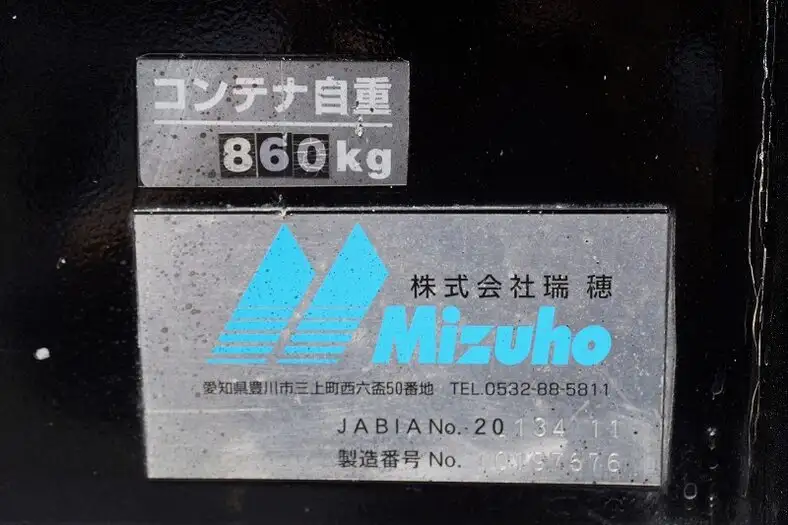 コンテナ自重
860kg
株式会社瑞穂
Mizuho
愛知県豊川市三上町西六盃50番地 TEL.0532-88-5811
JABIA No.-20 134 11
製造番号 No.